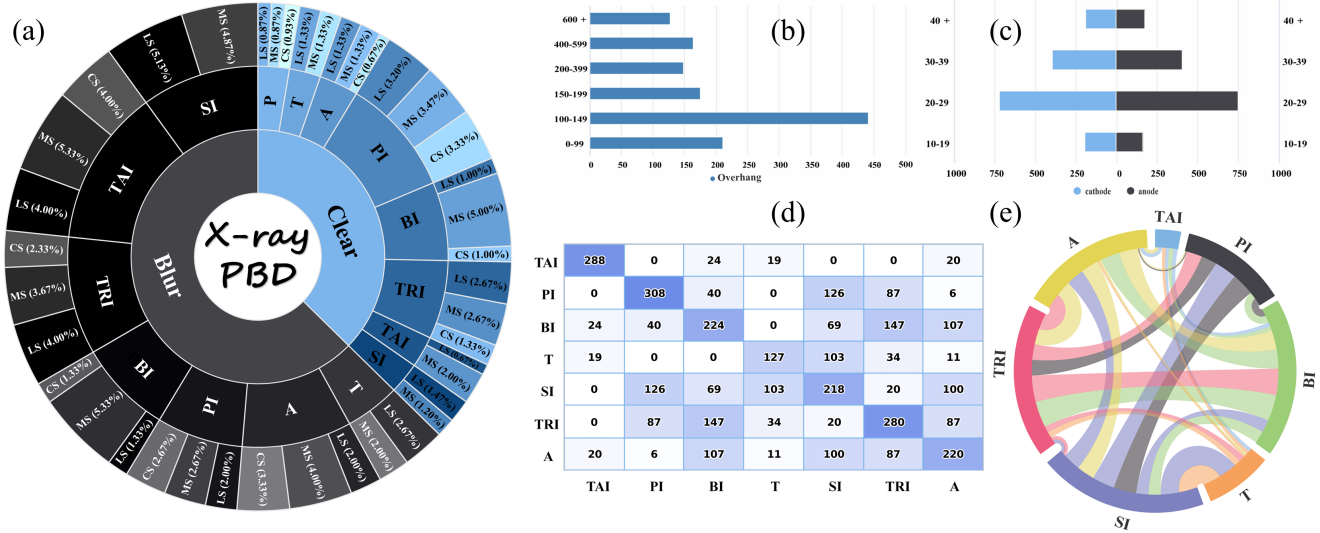 (a)
X-ray
PBD
Clear
Blur
P
T
A
PI
BI
TRI
TAI
SI
LS (0.87%)
MS (0.87%)
CS (0.93%)
LS (1.33%)
MS (1.33%)
LS (1.33%)
MS (1.33%)
CS (0.67%)
LS (3.20%)
MS (3.47%)
CS (3.33%)
LS (1.00%)
MS (5.00%)
CS (1.00%)
LS (2.67%)
MS (2.67%)
CS (1.33%)
LS (0.67%)
MS (2.00%)
LS (1.47%)
MS (1.20%)
T
A
PI
BI
TRI
TAI
SI
LS (2.67%)
MS (2.00%)
LS (2.00%)
MS (4.00%)
CS (3.33%)
LS (2.00%)
MS (2.67%)
CS (2.67%)
LS (1.33%)
MS (5.33%)
CS (1.33%)
LS (4.00%)
MS (3.67%)
CS (2.33%)
LS (4.00%)
MS (5.33%)
CS (4.00%)
LS (5.13%)
MS (4.87%)
(b)
600 +
400-599
200-399
150-199
100-149
0-99
0 50 100 150 200 250 300 350 400 450 500
Overhang
(c)
40 + 40 +
30-39 30-39
20-29 20-29
10-19 10-19
1000 750 500 250 0 250 500 750 1000
cathode anode
(d)
TAI 288 0 24 19 0 0 20
PI 0 308 40 0 126 87 6
BI 24 40 224 0 69 147 107
T 19 0 0 127 103 34 11
SI 0 126 69 103 218 20 100
TRI 0 87 147 34 20 280 87
A 20 6 107 11 100 87 220
TAI PI BI T SI TRI A
(e)
TAI
PI
BI
T
SI
TRI
A